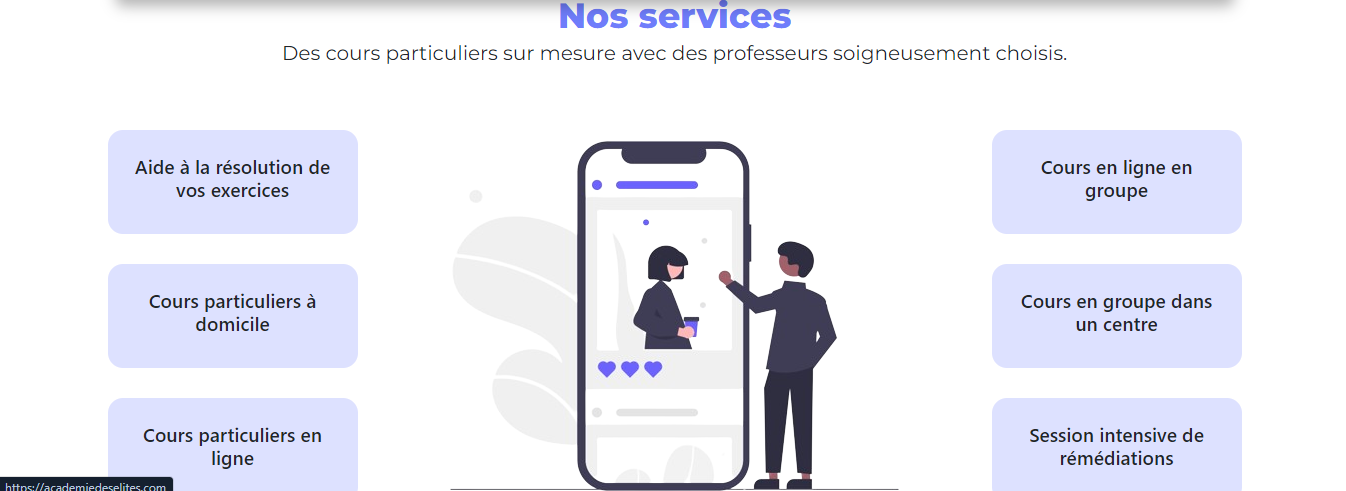 Nos services
Des cours particuliers sur mesure avec des professeurs soigneusement choisis.
Aide à la résolution de
vos exercices
Cours particuliers à
domicile
Cours particuliers en
ligne
Cours en ligne en
groupe
Cours en groupe dans
un centre
Session intensive de
rémédiations
https://academiedeselites.com